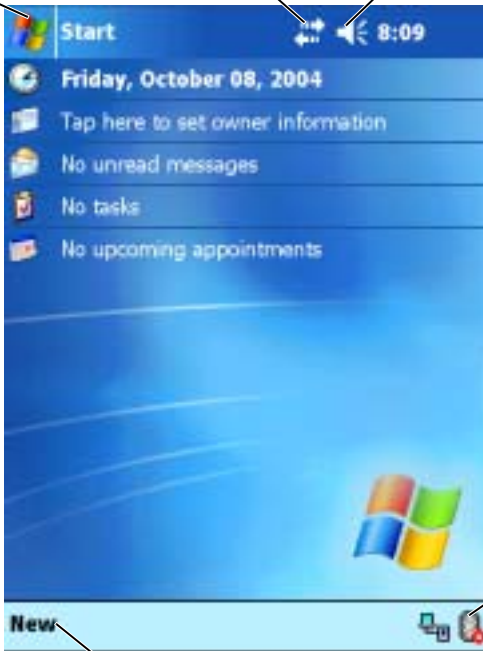 Start 8:09
Friday, October 08, 2004
Tap here to set owner information
No unread messages
No tasks
No upcoming appointments
New